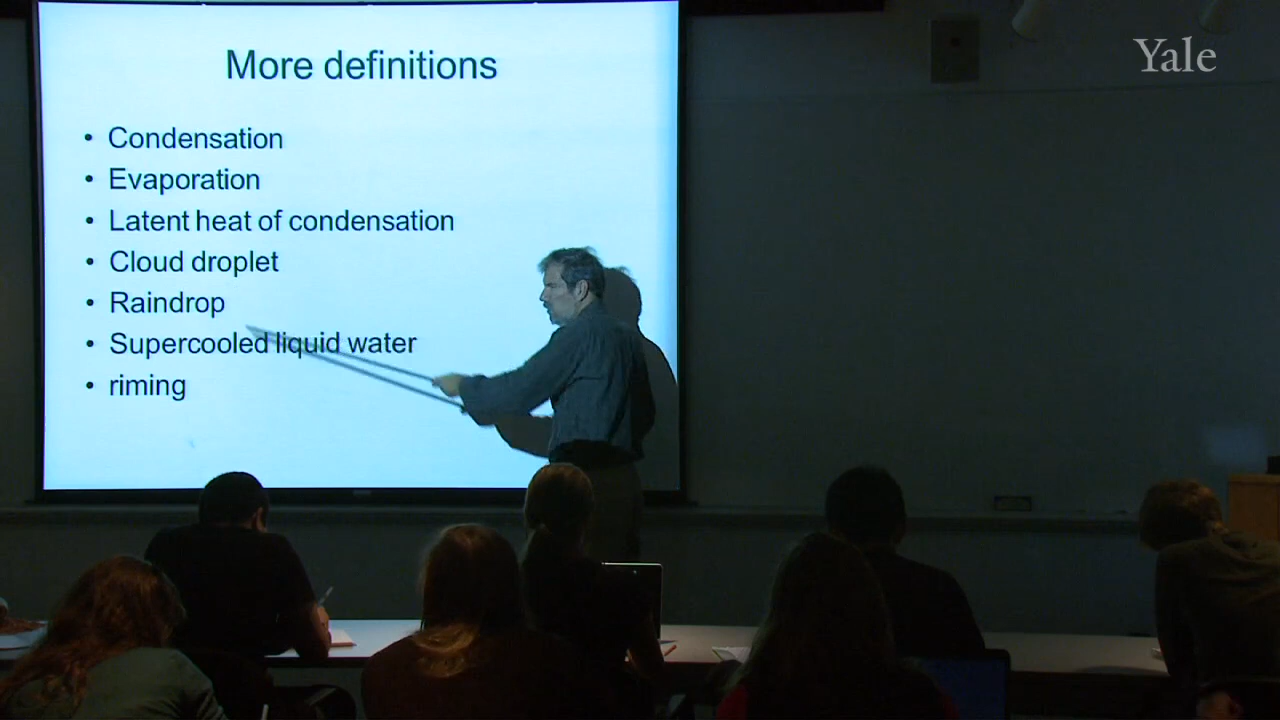 More definitions
Yale
• Condensation
• Evaporation
• Latent heat of condensation
• Cloud droplet
• Raindrop
• Supercooled liquid water
• riming